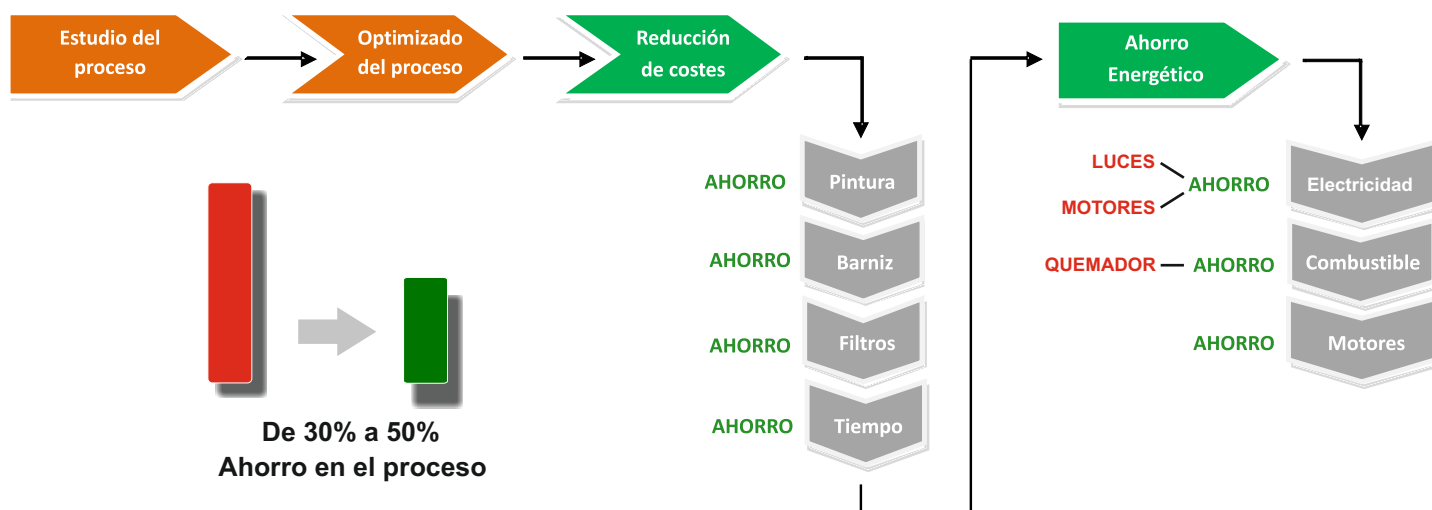 Estudio del
proceso
Optimizado
del proceso
Reducción
de costes
Ahorro
Energético
AHORRO
Pintura
AHORRO
Barniz
AHORRO
Filtros
AHORRO
Tiempo
LUCES
MOTORES
AHORRO
Electricidad
QUEMADOR
AHORRO
Combustible
AHORRO
Motores
De 30% a 50%
Ahorro en el proceso